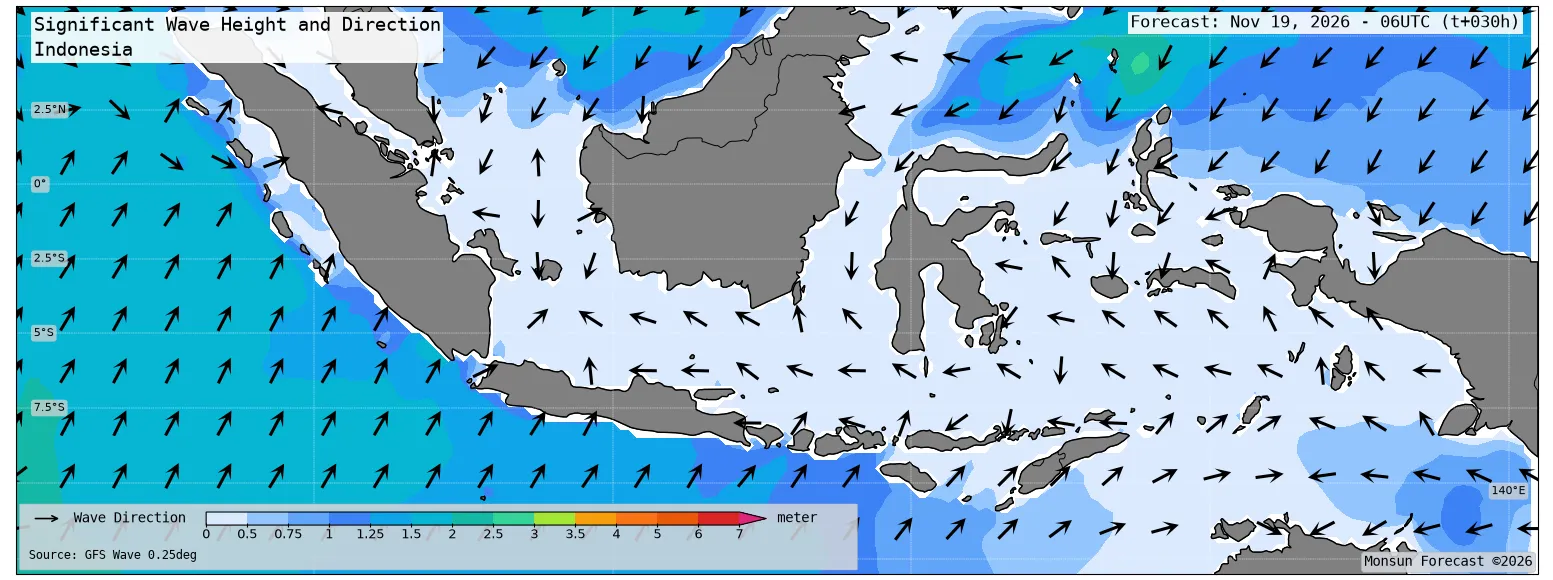 Significant Wave Height and Direction
Indonesia
Forecast: Nov 19, 2026 - 06UTC (t+030h)
2.5°N
0°
2.5°S
5°S
7.5°S
140°E
Wave Direction
meter
0 0.5 0.75 1 1.25 1.5 2 2.5 3 3.5 4 5 6 7
Source: GFS Wave 0.25deg
Monsun Forecast ©2026